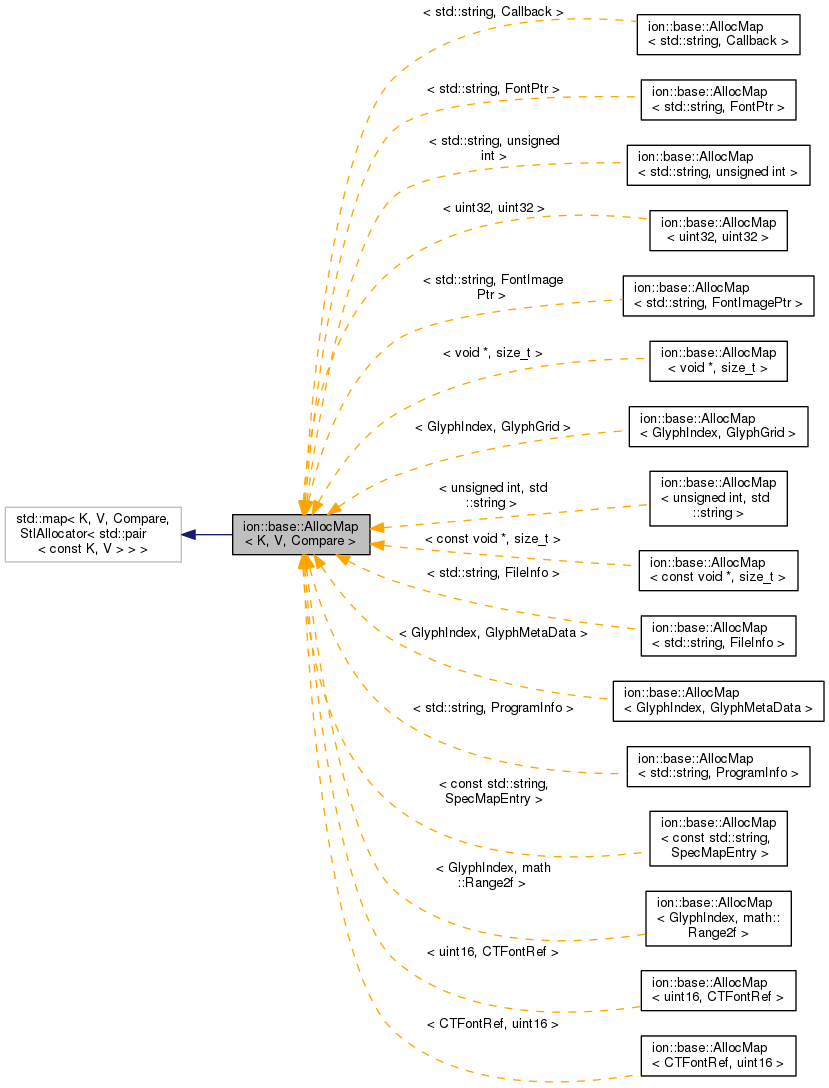 < std::string, Callback >
ion::base::AllocMap
< std::string, Callback >
< std::string, FontPtr >
ion::base::AllocMap
< std::string, FontPtr >
< std::string, unsigned
int >
ion::base::AllocMap
< std::string, unsigned int >
< uint32, uint32 >
ion::base::AllocMap
< uint32, uint32 >
< std::string, FontImage
Ptr >
ion::base::AllocMap
< std::string, FontImagePtr >
< void *, size_t >
ion::base::AllocMap
< void *, size_t >
< GlyphIndex, GlyphGrid >
ion::base::AllocMap
< GlyphIndex, GlyphGrid >
< unsigned int, std
::string >
ion::base::AllocMap
< unsigned int, std
::string >
std::map< K, V, Compare,
StlAllocator< std::pair
< const K, V > > >
ion::base::AllocMap
< K, V, Compare >
< const void *, size_t >
ion::base::AllocMap
< const void *, size_t >
< std::string, FileInfo >
ion::base::AllocMap
< std::string, FileInfo >
< GlyphIndex, GlyphMetaData >
ion::base::AllocMap
< GlyphIndex, GlyphMetaData >
< std::string, ProgramInfo >
ion::base::AllocMap
< std::string, ProgramInfo >
< const std::string,
SpecMapEntry >
ion::base::AllocMap
< const std::string,
SpecMapEntry >
< GlyphIndex, math
::Range2f >
ion::base::AllocMap
< GlyphIndex, math::
Range2f >
< uint16, CTFontRef >
ion::base::AllocMap
< uint16, CTFontRef >
< CTFontRef, uint16 >
ion::base::AllocMap
< CTFontRef, uint16 >